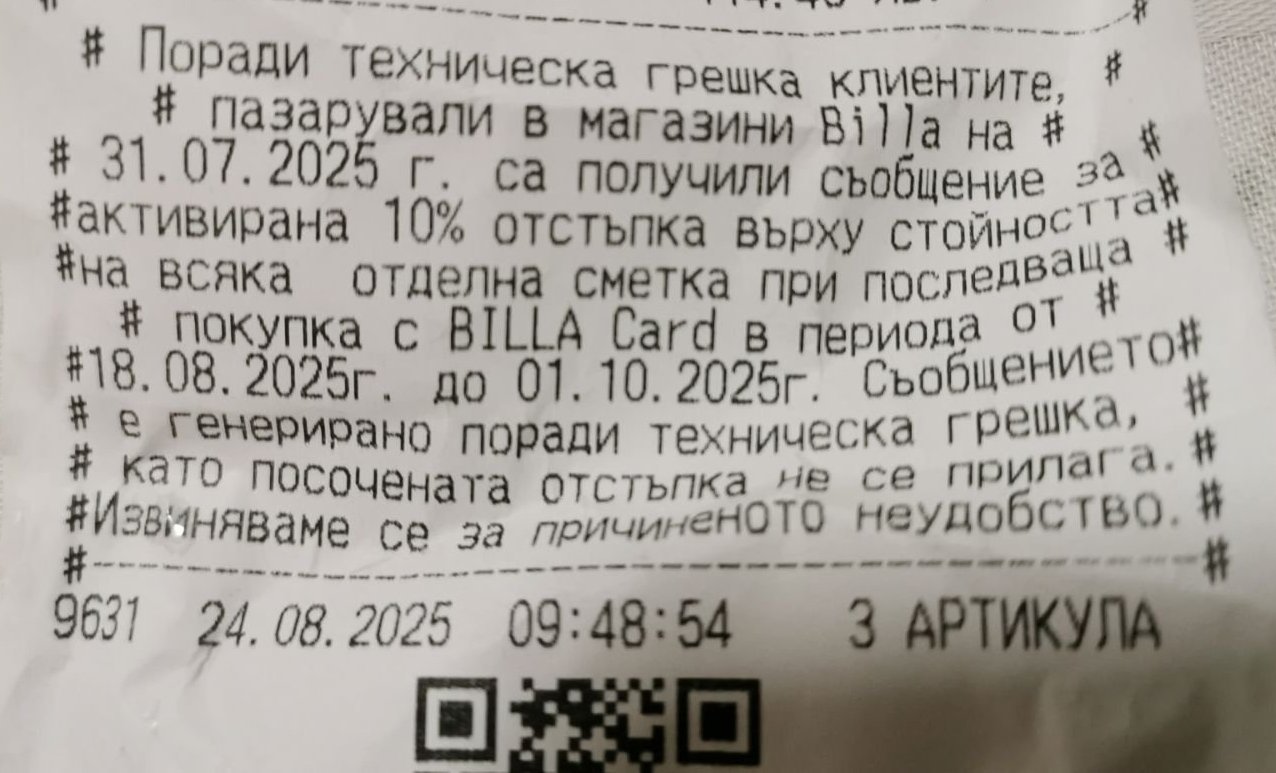 # Поради техническа грешка клиентите, #
# пазарували в магазини Billa на #
# 31.07.2025 г. са получили съобщение за #
#активирана 10% отстъпка върху стойността#
#на всяка отделна сметка при последваща #
# покупка с BILLA Card в периода от #
#18.08.2025г. до 01.10.2025г. Съобщението#
# е генерирано поради техническа грешка, #
# като посочената отстъпка не се прилага. #
#Извиняваме се за причиненото неудобство. #
#----------------------------------------#
9631 24.08.2025 09:48:54 3 АРТИКУЛА